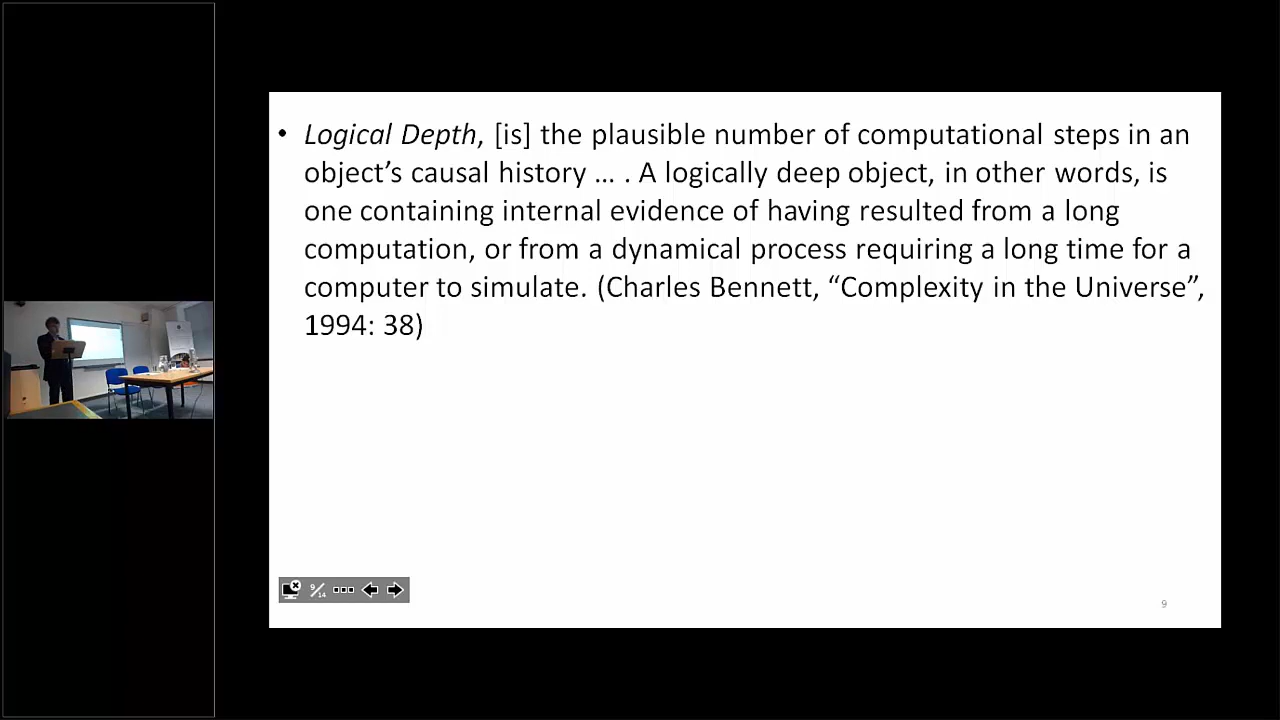 • Logical Depth, [is] the plausible number of computational steps in an
object’s causal history … . A logically deep object, in other words, is
one containing internal evidence of having resulted from a long
computation, or from a dynamical process requiring a long time for a
computer to simulate. (Charles Bennett, “Complexity in the Universe”,
1994: 38)
9/14
9